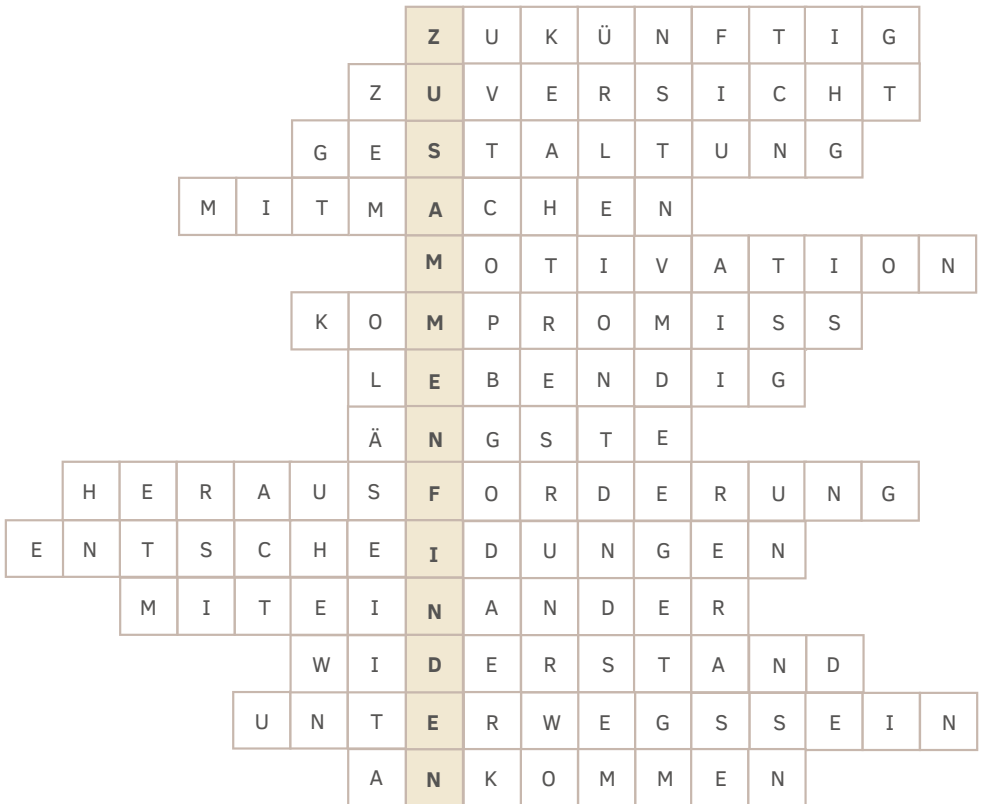 ZUKÜNFTIG
ZUVERSICHT
GESTALTUNG
MITMACHEN
MOTIVATION
KOMPROMISS
LEBENDIG
ÄNGSTE
HERAUSFORDERUNG
ENTSCHEIDUNGEN
MITEINANDER
WIDERSTAND
UNTERWEGSSEIN
ANKOMMEN